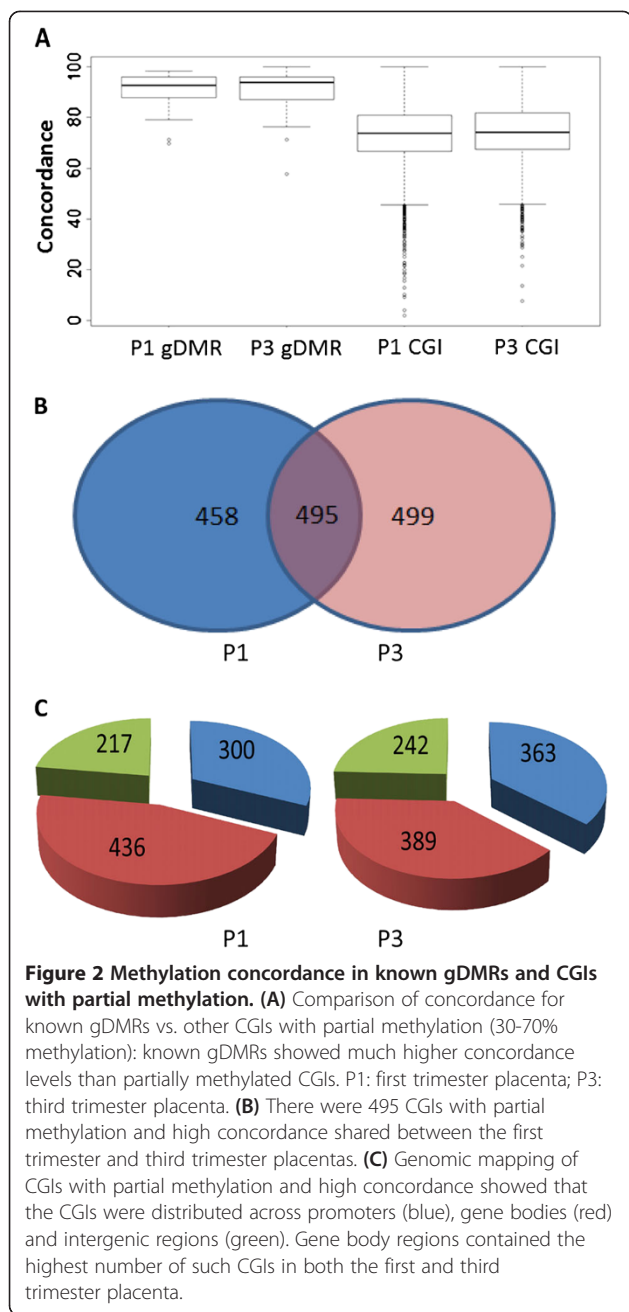 A
Concordance
100
80
60
40
20
0
P1 gDMR P3 gDMR P1 CGI P3 CGI
B
458 495 499
P1 P3
C
217 300 242 363
436 389
P1 P3
Figure 2 Methylation concordance in known gDMRs and CGIs
with partial methylation. (A) Comparison of concordance for
known gDMRs vs. other CGIs with partial methylation (30-70%
methylation): known gDMRs showed much higher concordance
levels than partially methylated CGIs. P1: first trimester placenta; P3:
third trimester placenta. (B) There were 495 CGIs with partial
methylation and high concordance shared between the first
trimester and third trimester placentas. (C) Genomic mapping of
CGIs with partial methylation and high concordance showed that
the CGIs were distributed across promoters (blue), gene bodies (red)
and intergenic regions (green). Gene body regions contained the
highest number of such CGIs in both the first and third
trimester placenta.